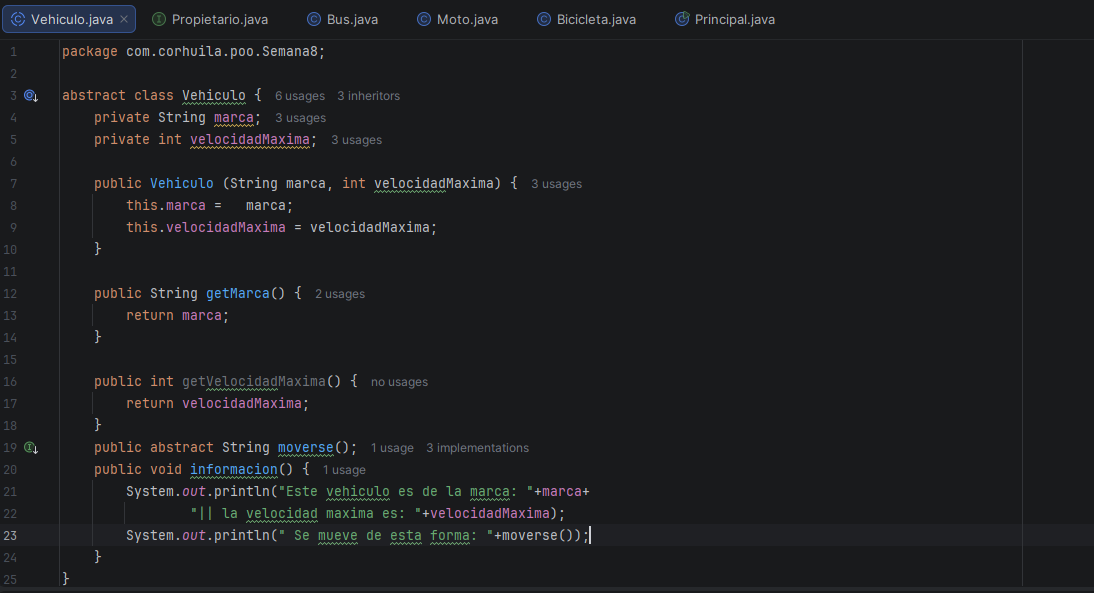 Vehiculo.java Propietario.java Bus.java Moto.java Bicicleta.java Principal.java
1 package com.corhuila.poo.Semana8;
2
3 abstract class Vehiculo { 6 usages 3 inheritors
4 private String marca; 3 usages
5 private int velocidadMaxima; 3 usages
6
7 public Vehiculo (String marca, int velocidadMaxima) { 3 usages
8 this.marca =   marca;
9 this.velocidadMaxima = velocidadMaxima;
10 }
11
12 public String getMarca() { 2 usages
13 return marca;
14 }
15
16 public int getVelocidadMaxima() { no usages
17 return velocidadMaxima;
18 }
19 public abstract String moverse(); 1 usage 3 implementations
20 public void informacion() { 1 usage
21 System.out.println("Este vehiculo es de la marca: "+marca+
22 "|| la velocidad maxima es: "+velocidadMaxima);
23 System.out.println(" Se mueve de esta forma: "+moverse());
24 }
25 }